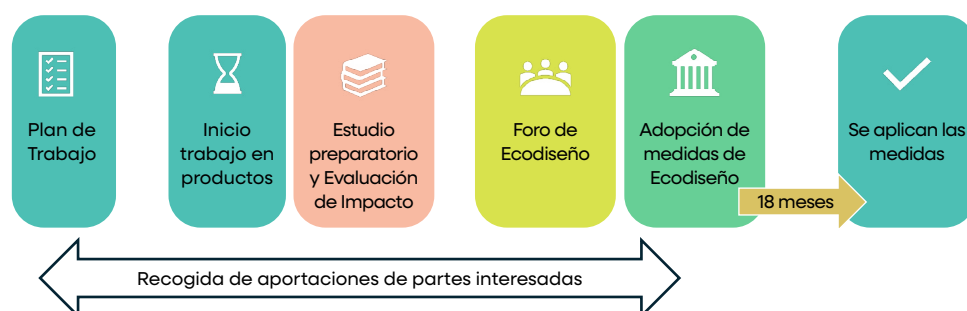 Plan de
Trabajo
Inicio
trabajo en
productos
Estudio
preparatorio
y Evaluación
de Impacto
Foro de
Ecodiseño
Adopción de
medidas de
Ecodiseño
18 meses
Se aplican las
medidas
Recogida de aportaciones de partes interesadas